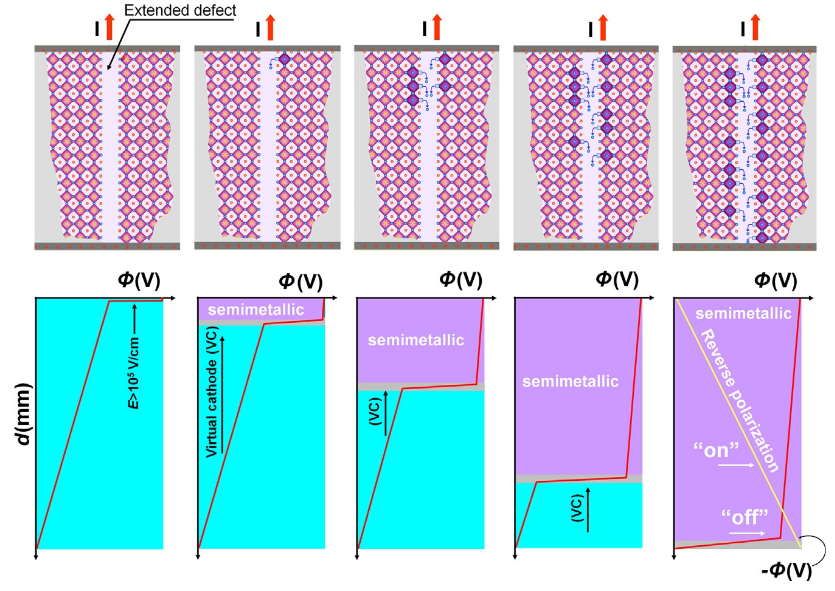 Extended defect
I I I I I
Φ(V) Φ(V) Φ(V) Φ(V) Φ(V)
d(mm)
E>10⁵ V/cm
semimetallic
Virtual cathode (VC)
semimetallic
(VC)
semimetallic
(VC)
semimetallic
Reverse polarization
“on”
“off”
-Φ(V)